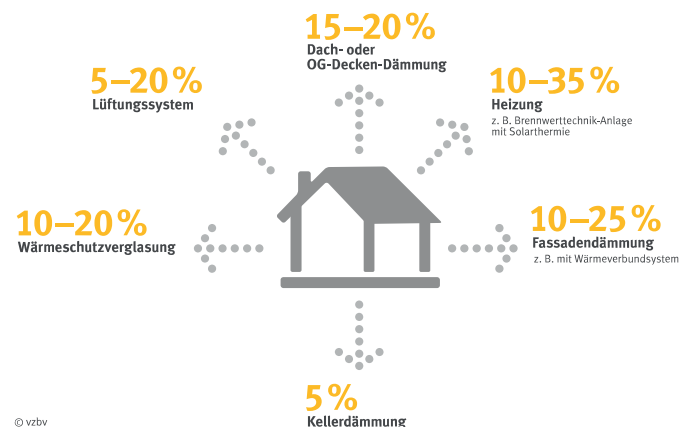 15–20 %
Dach- oder
OG-Decken-Dämmung
5–20 %
Lüftungssystem
10–35 %
Heizung
z. B. Brennwerttechnik-Anlage
mit Solarthermie
10–20 %
Wärmeschutzverglasung
10–25 %
Fassadendämmung
z. B. mit Wärmeverbundsystem
5 %
Kellerdämmung
© vzbv